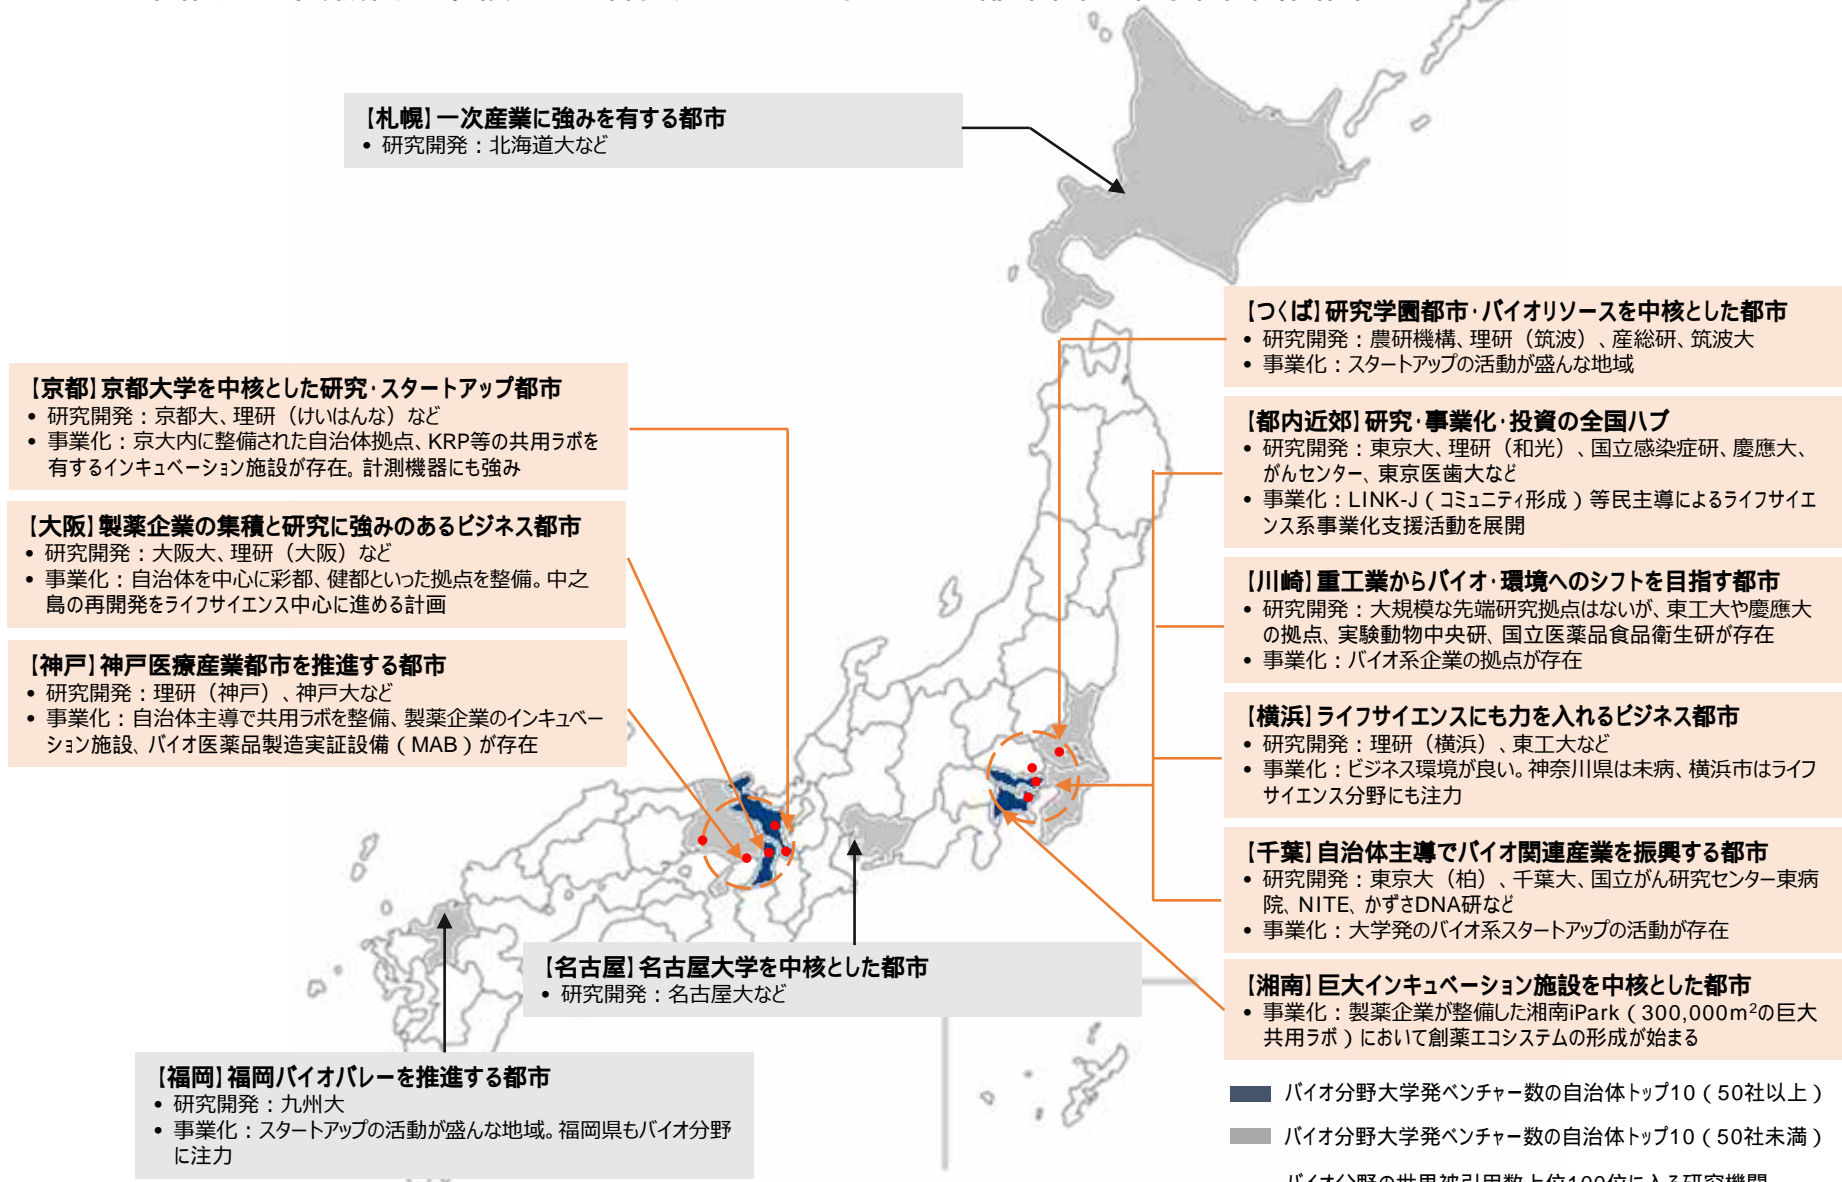 【札幌】一次産業に強みを有する都市
• 研究開発：北海道大など
【つくば】研究学園都市・バイオリソースを中核とした都市
• 研究開発：農研機構、理研（筑波）、産総研、筑波大
• 事業化：スタートアップの活動が盛んな地域
【京都】京都大学を中核とした研究・スタートアップ都市
• 研究開発：京都大、理研（けいはんな）など
• 事業化：京大内に整備された自治体拠点、KRP等の共用ラボを
有するインキュベーション施設が存在。計測機器にも強み
【都内近郊】研究・事業化・投資の全国ハブ
• 研究開発：東京大、理研（和光）、国立感染症研、慶應大、
がんセンター、東京医歯大など
• 事業化：LINK-J（コミュニティ形成）等民主導によるライフサイエ
ンス系事業化支援活動を展開
【大阪】製薬企業の集積と研究に強みのあるビジネス都市
• 研究開発：大阪大、理研（大阪）など
• 事業化：自治体を中心に彩都、健都といった拠点を整備。中之
島の再開発をライフサイエンス中心に進める計画
【川崎】重工業からバイオ・環境へのシフトを目指す都市
• 研究開発：大規模な先端研究拠点はないが、東工大や慶應大
の拠点、実験動物中央研、国立医薬品食品衛生研が存在
• 事業化：バイオ系企業の拠点が存在
【神戸】神戸医療産業都市を推進する都市
• 研究開発：理研（神戸）、神戸大など
• 事業化：自治体主導で共用ラボを整備、製薬企業のインキュベー
ション施設、バイオ医薬品製造実証設備（MAB）が存在
【横浜】ライフサイエンスにも力を入れるビジネス都市
• 研究開発：理研（横浜）、東工大など
• 事業化：ビジネス環境が良い。神奈川県は未病、横浜市はライフ
サイエンス分野にも注力
【千葉】自治体主導でバイオ関連産業を振興する都市
• 研究開発：東京大（柏）、千葉大、国立がん研究センター東病
院、NITE、かずさDNA研など
• 事業化：大学発のバイオ系スタートアップの活動が存在
【名古屋】名古屋大学を中核とした都市
• 研究開発：名古屋大など
【湘南】巨大インキュベーション施設を中核とした都市
• 事業化：製薬企業が整備した湘南iPark（300,000m²の巨大
共用ラボ）において創薬エコシステムの形成が始まる
【福岡】福岡バイオバレーを推進する都市
• 研究開発：九州大
• 事業化：スタートアップの活動が盛んな地域。福岡県もバイオ分野
に注力
バイオ分野大学発ベンチャー数の自治体トップ10（50社以上）
バイオ分野大学発ベンチャー数の自治体トップ10（50社未満）
バイオ分野の世界被引用数上位100位に入る研究機関